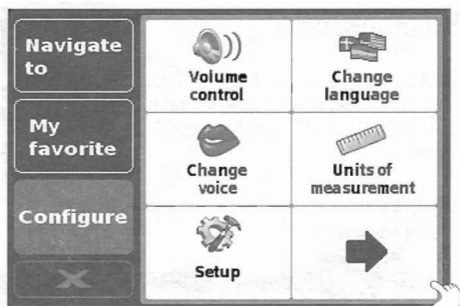 Navigate
to
My
favorite
Configure
Volume
control
Change
language
Change
voice
Units of
measurement
Setup